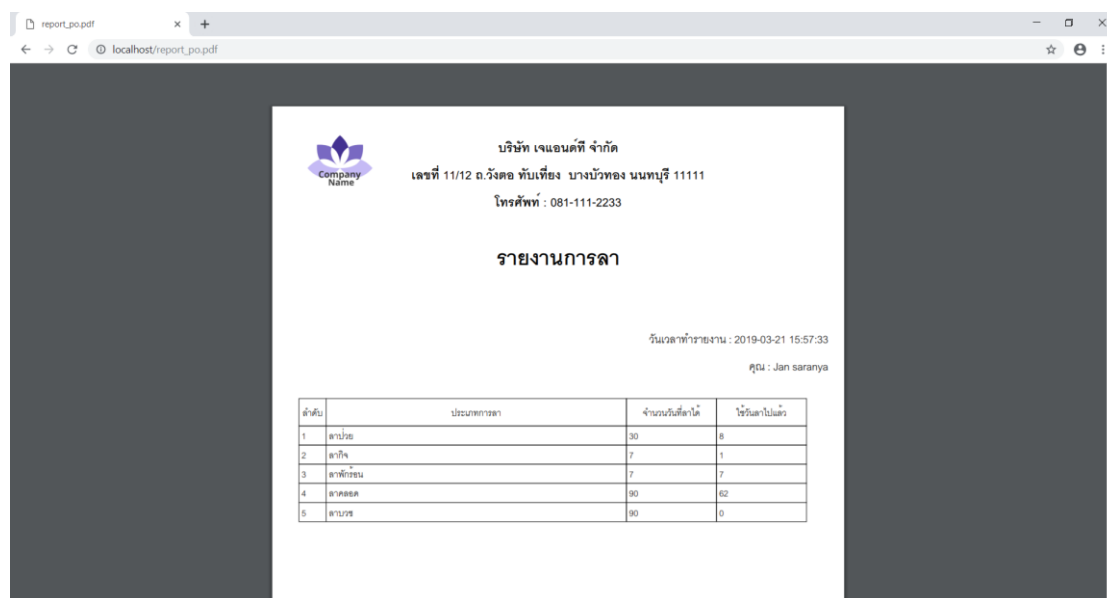 report_po.pdf
localhost/report_po.pdf
Company
Name
บริษัท เจแอนด์ที จำกัด
เลขที่ 11/12 ถ.วังตอ ทับเที่ยง บางบัวทอง นนทบุรี 11111
โทรศัพท์ : 081-111-2233
รายงานการลา
วันเวลาทำรายงาน : 2019-03-21 15:57:33
คุณ : Jan saranya
ลำดับ ประเภทการลา จำนวนวันที่ลาได้ ใช้วันลาไปแล้ว
1 ลาป่วย 30 8
2 ลากิจ 7 1
3 ลาพักร้อน 7 7
4 ลาคลอด 90 62
5 ลาบวช 90 0